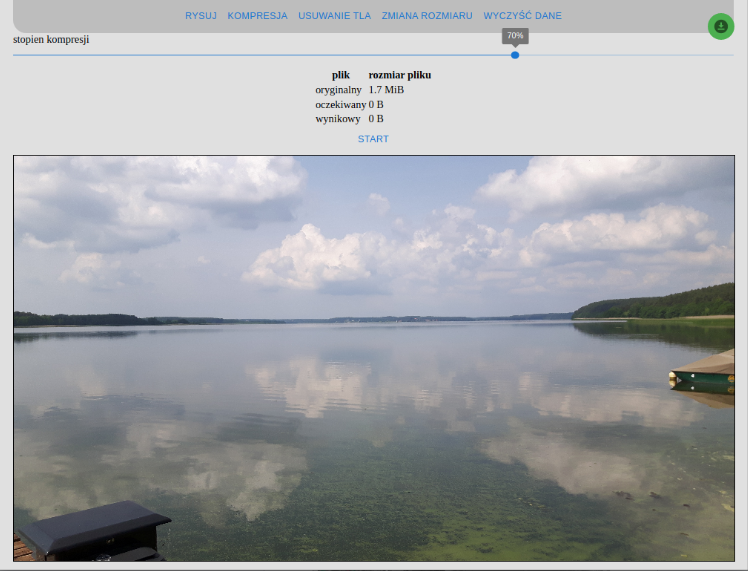 RYSUJ KOMPRESJA USUWANIE TLA ZMIANA ROZMIARU WYCZYŚĆ DANE
stopien kompresji
70%
plik rozmiar pliku
oryginalny 1.7 MiB
oczekiwany 0 B
wynikowy 0 B
START